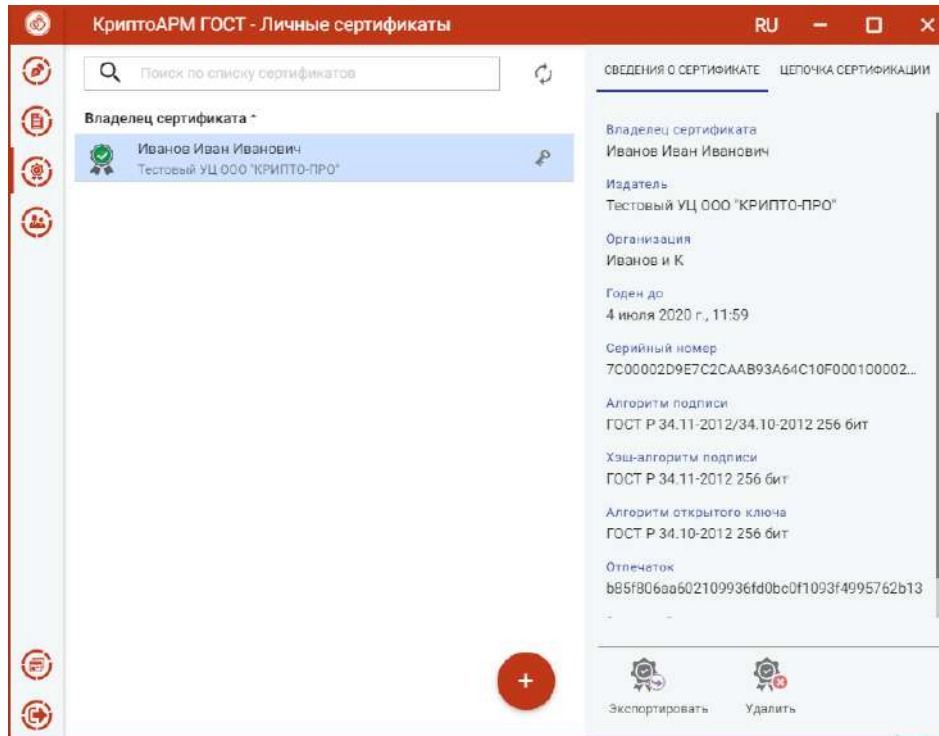 КриптоАРМ ГОСТ - Личные сертификаты
RU
Поиск по списку сертификатов
Владелец сертификата
Иванов Иван Иванович
Тестовый УЦ ООО "КРИПТО-ПРО"
СВЕДЕНИЯ О СЕРТИФИКАТЕ ЦЕПОЧКА СЕРТИФИКАЦИИ
Владелец сертификата
Иванов Иван Иванович
Издатель
Тестовый УЦ ООО "КРИПТО-ПРО"
Организация
Иванов и К
Годен до
4 июля 2020 г., 11:59
Серийный номер
7C00002D9E7C2CAAB93A64C10F000100002...
Алгоритм подписи
ГОСТ Р 34.11-2012/34.10-2012 256 бит
Хэш-алгоритм подписи
ГОСТ Р 34.11-2012 256 бит
Алгоритм открытого ключа
ГОСТ Р 34.10-2012 256 бит
Отпечаток
b85f806aa602109936fd0bc0f1093f4995762b13
Экспортировать Удалить